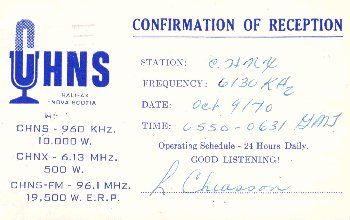 CHNS
HALIFAX
NOVA SCOTIA
CHNS - 960 KHz.
10,000 W.
CHNX - 6.13 MHz.
500 W.
CHNS-FM - 96.1 MHz.
19,500 W. E.R.P.
CONFIRMATION OF RECEPTION
STATION: CHNX
FREQUENCY: 6130 KHz
DATE: Oct 9/70
TIME: 0550-0631 GMT
Operating Schedule - 24 Hours Daily.
GOOD LISTENING!
L Chiasson